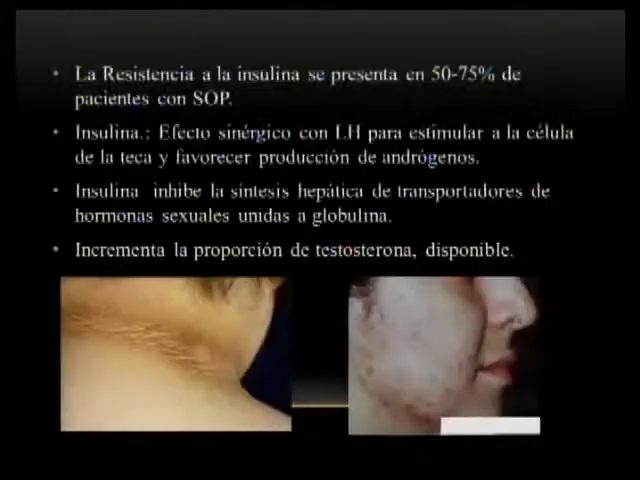 • La Resistencia a la insulina se presenta en 50-75% de
pacientes con SOP.
• Insulina.: Efecto sinérgico con LH para estimular a la célula
de la teca y favorecer producción de andrógenos.
• Insulina inhibe la síntesis hepática de transportadores de
hormonas sexuales unidas a globulina.
• Incrementa la proporción de testosterona, disponible.